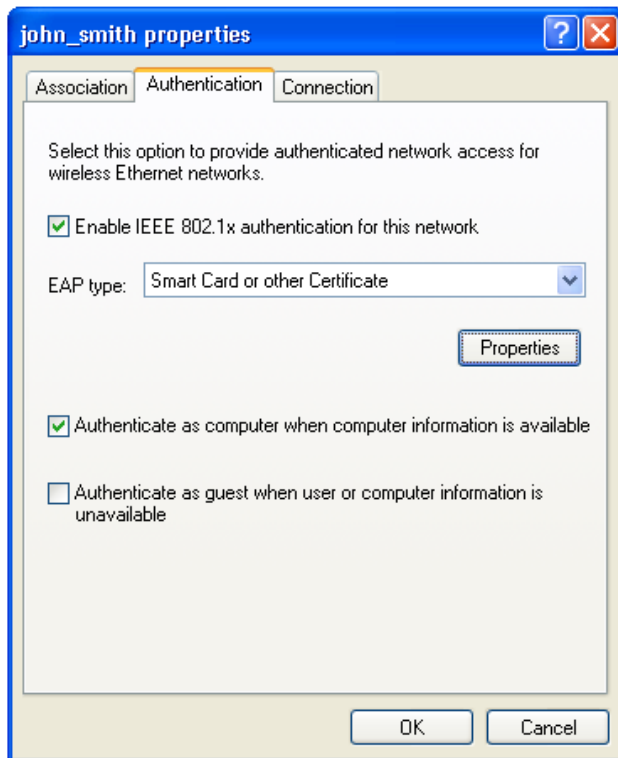 john_smith properties
Association
Authentication
Connection
Select this option to provide authenticated network access for
wireless Ethernet networks.
Enable IEEE 802.1x authentication for this network
EAP type:
Smart Card or other Certificate
Properties
Authenticate as computer when computer information is available
Authenticate as guest when user or computer information is
unavailable
OK
Cancel